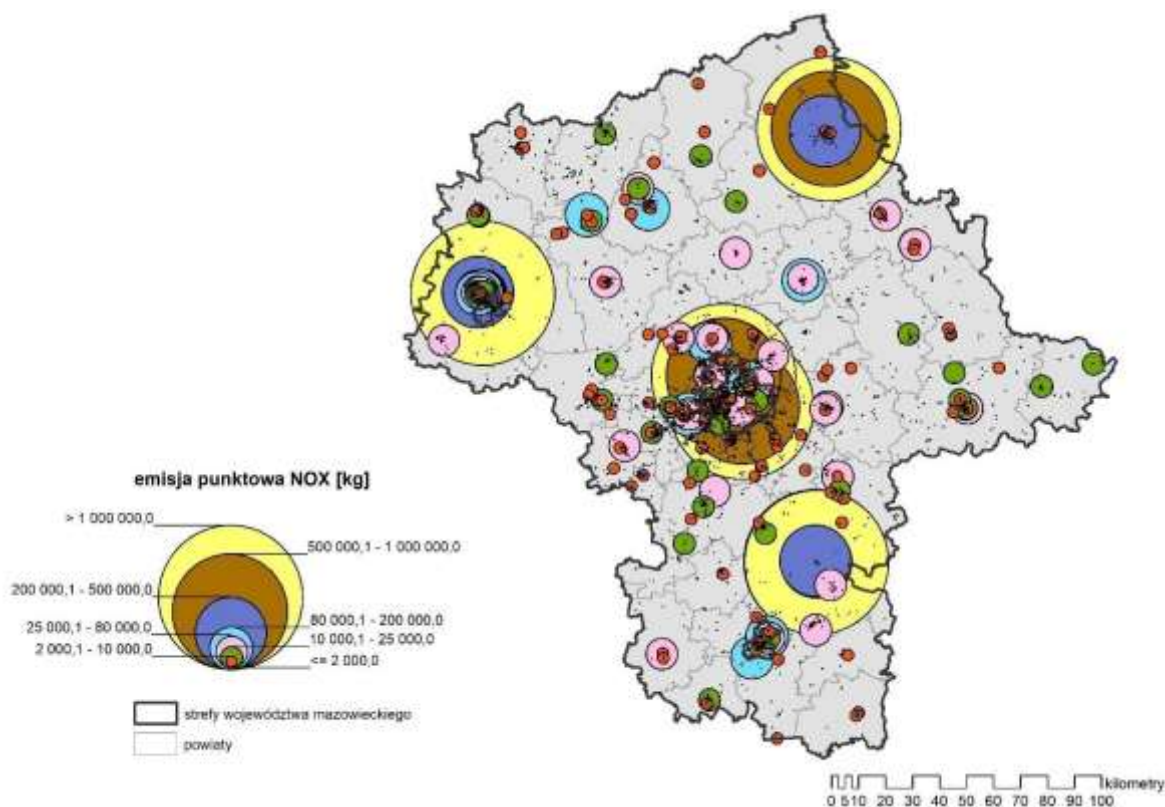 emisja punktowa NOX [kg]
> 1 000 000,0
500 000,1 - 1 000 000,0
200 000,1 - 500 000,0
80 000,1 - 200 000,0
25 000,1 - 80 000,0
10 000,1 - 25 000,0
2 000,1 - 10 000,0
<= 2 000,0
strefy województwa mazowieckiego
powiaty
kilometry
0 5 10 20 30 40 50 60 70 80 90 100